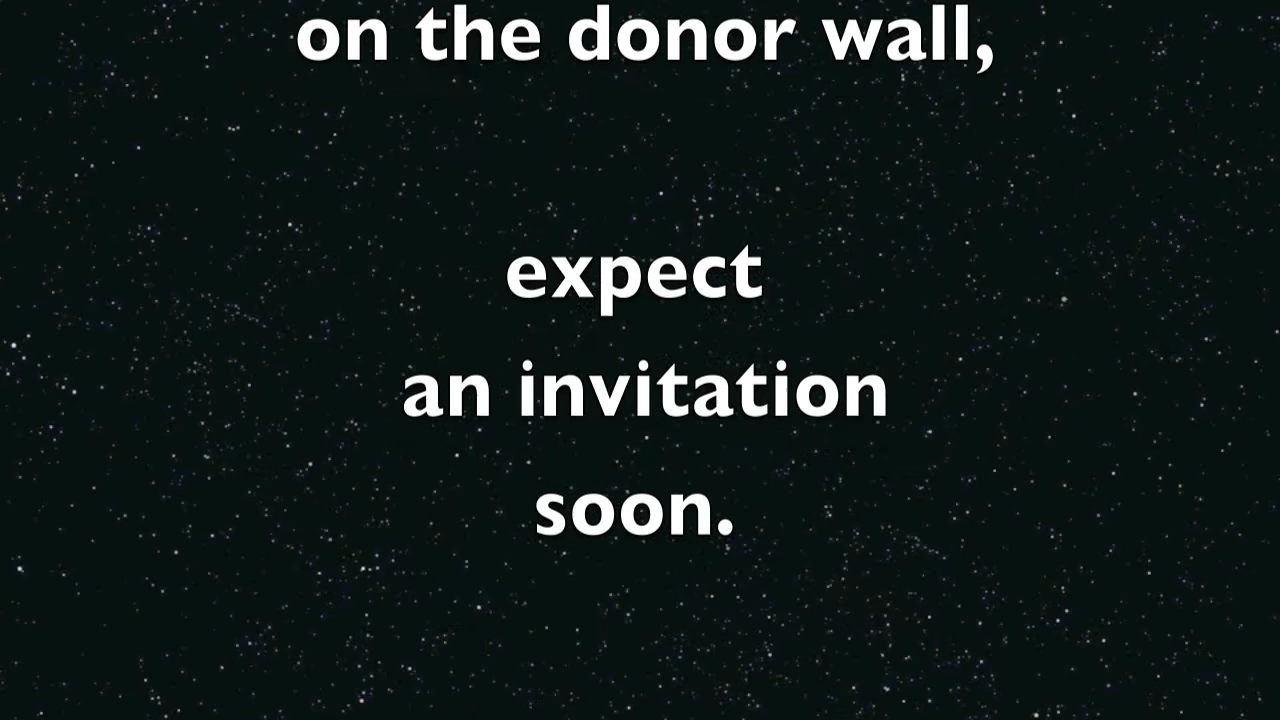 on the donor wall,
expect
an invitation
soon.